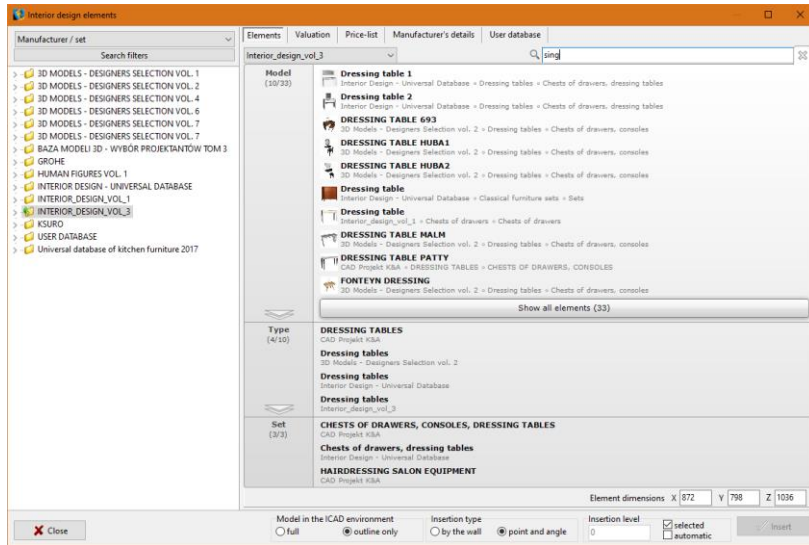 Interior design elements
Manufacturer / set
Search filters
3D MODELS - DESIGNERS SELECTION VOL. 1
3D MODELS - DESIGNERS SELECTION VOL. 2
3D MODELS - DESIGNERS SELECTION VOL. 4
3D MODELS - DESIGNERS SELECTION VOL. 6
3D MODELS - DESIGNERS SELECTION VOL. 7
3D MODELS - DESIGNERS SELECTION VOL. 7
BAZA MODELI 3D - WYBÓR PROJEKTANTÓW TOM 3
GROHE
HUMAN FIGURES VOL. 1
INTERIOR DESIGN - UNIVERSAL DATABASE
INTERIOR_DESIGN_VOL_1
INTERIOR_DESIGN_VOL_3
KSURO
USER DATABASE
Universal database of kitchen furniture 2017
Elements Valuation Price-list Manufacturer's details User database
Interior_design_vol_3 sing
Model
(10/33)
Dressing table 1
Interior Design - Universal Database » Dressing tables » Chests of drawers, dressing tables
Dressing table 2
Interior Design - Universal Database » Dressing tables » Chests of drawers, dressing tables
DRESSING TABLE 693
3D Models - Designers Selection vol. 2 » Dressing tables » Chests of drawers, consoles
DRESSING TABLE HUBA1
3D Models - Designers Selection vol. 2 » Dressing tables » Chests of drawers, consoles
DRESSING TABLE HUBA2
3D Models - Designers Selection vol. 2 » Dressing tables » Chests of drawers, consoles
Dressing table
Interior Design - Universal Database » Classical furniture sets » Sets
Dressing table
Interior_design_vol_1 » Chests of drawers » Chests of drawers
DRESSING TABLE MALM
3D Models - Designers Selection vol. 2 » Dressing tables » Chests of drawers, consoles
DRESSING TABLE PATTY
CAD Projekt K&A » DRESSING TABLES » CHESTS OF DRAWERS, CONSOLES
FONTEYN DRESSING
3D Models - Designers Selection vol. 2 » Dressing tables » Chests of drawers, consoles
Show all elements (33)
Type
(4/10)
DRESSING TABLES
CAD Projekt K&A
Dressing tables
3D Models - Designers Selection vol. 2
Dressing tables
Interior Design - Universal Database
Dressing tables
Interior_design_vol_3
Set
(3/3)
CHESTS OF DRAWERS, CONSOLES, DRESSING TABLES
CAD Projekt K&A
Chests of drawers, dressing tables
Interior Design - Universal Database
HAIRDRESSING SALON EQUIPMENT
CAD Projekt K&A
Element dimensions X 872 Y 798 Z 1036
Close
Model in the ICAD environment
full outline only
Insertion type
by the wall point and angle
Insertion level
0
selected
automatic
Insert